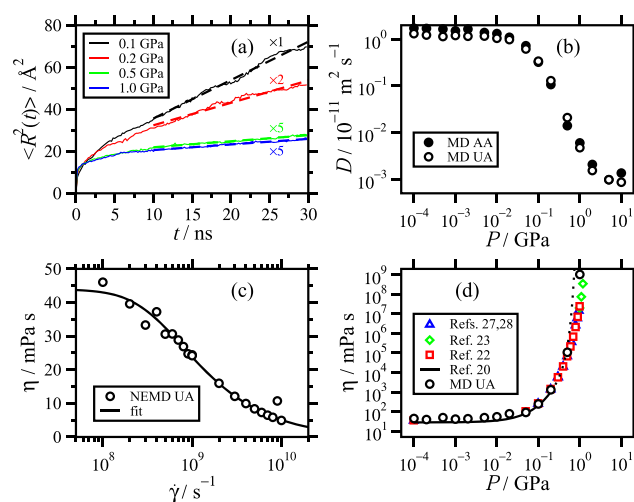 80
60
40
20
0
<R²(t)> / Å²
0.1 GPa
0.2 GPa
0.5 GPa
1.0 GPa
(a)
×1
×2
×5
×5
0 5 10 15 20 25 30
t / ns
10⁰
10⁻¹
10⁻²
10⁻³
D / 10⁻¹¹ m² s⁻¹
(b)
MD AA
MD UA
10⁻⁴ 10⁻³ 10⁻² 10⁻¹ 10⁰ 10¹
P / GPa
50
40
30
20
10
0
η / mPa s
(c)
NEMD UA
fit
10⁸ 10⁹ 10¹⁰
γ̇ / s⁻¹
10⁹
10⁸
10⁷
10⁶
10⁵
10⁴
10³
10²
10¹
η / mPa s
(d)
Refs. 27,28
Ref. 23
Ref. 22
Ref. 20
MD UA
10⁻⁴ 10⁻³ 10⁻² 10⁻¹ 10⁰ 10¹
P / GPa